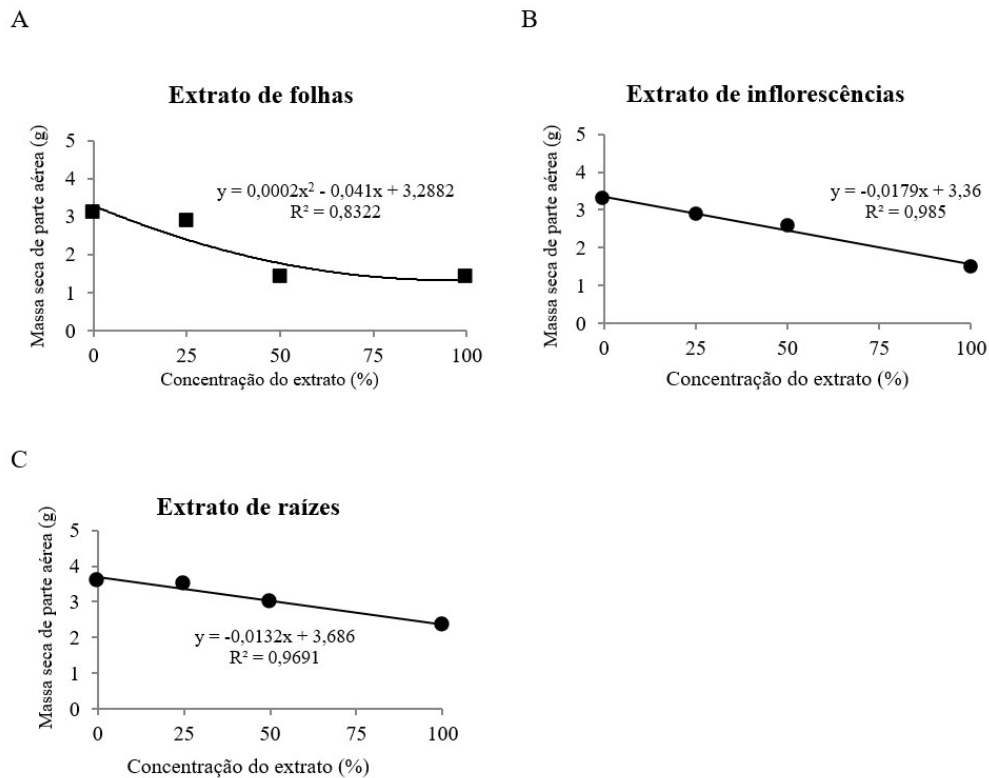 A
Extrato de folhas
Massa seca de parte aérea (g)
5
4
3
2
1
0
y = 0,0002x² - 0,041x + 3,2882
R² = 0,8322
0 25 50 75 100
Concentração do extrato (%)
B
Extrato de inflorescências
Massa seca de parte aérea (g)
5
4
3
2
1
0
y = -0,0179x + 3,36
R² = 0,985
0 25 50 75 100
Concentração do extrato (%)
C
Extrato de raízes
Massa seca de parte aérea (g)
5
4
3
2
1
0
y = -0,0132x + 3,686
R² = 0,9691
0 25 50 75 100
Concentração do extrato (%)